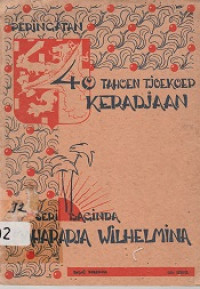 PERINGATAN
40 TAHOEN TJOEKOEP
KERADJAAN
SERI BAGINDA
MAHARADJA WILHELMINA